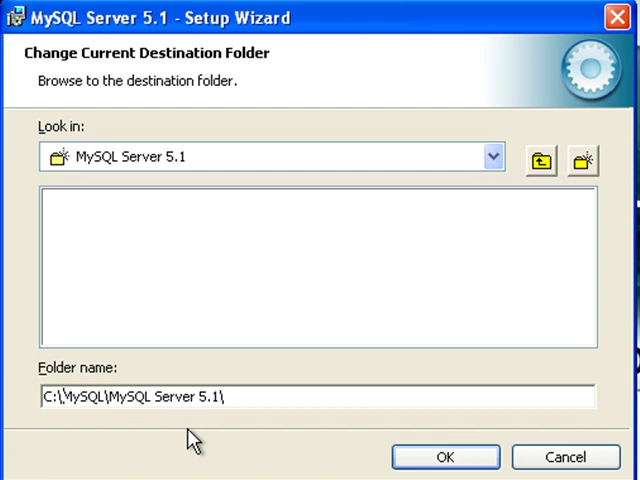 MySQL Server 5.1 - Setup Wizard
Change Current Destination Folder
Browse to the destination folder.
Look in:
MySQL Server 5.1
Folder name:
C:\MySQL\MySQL Server 5.1\
OK
Cancel